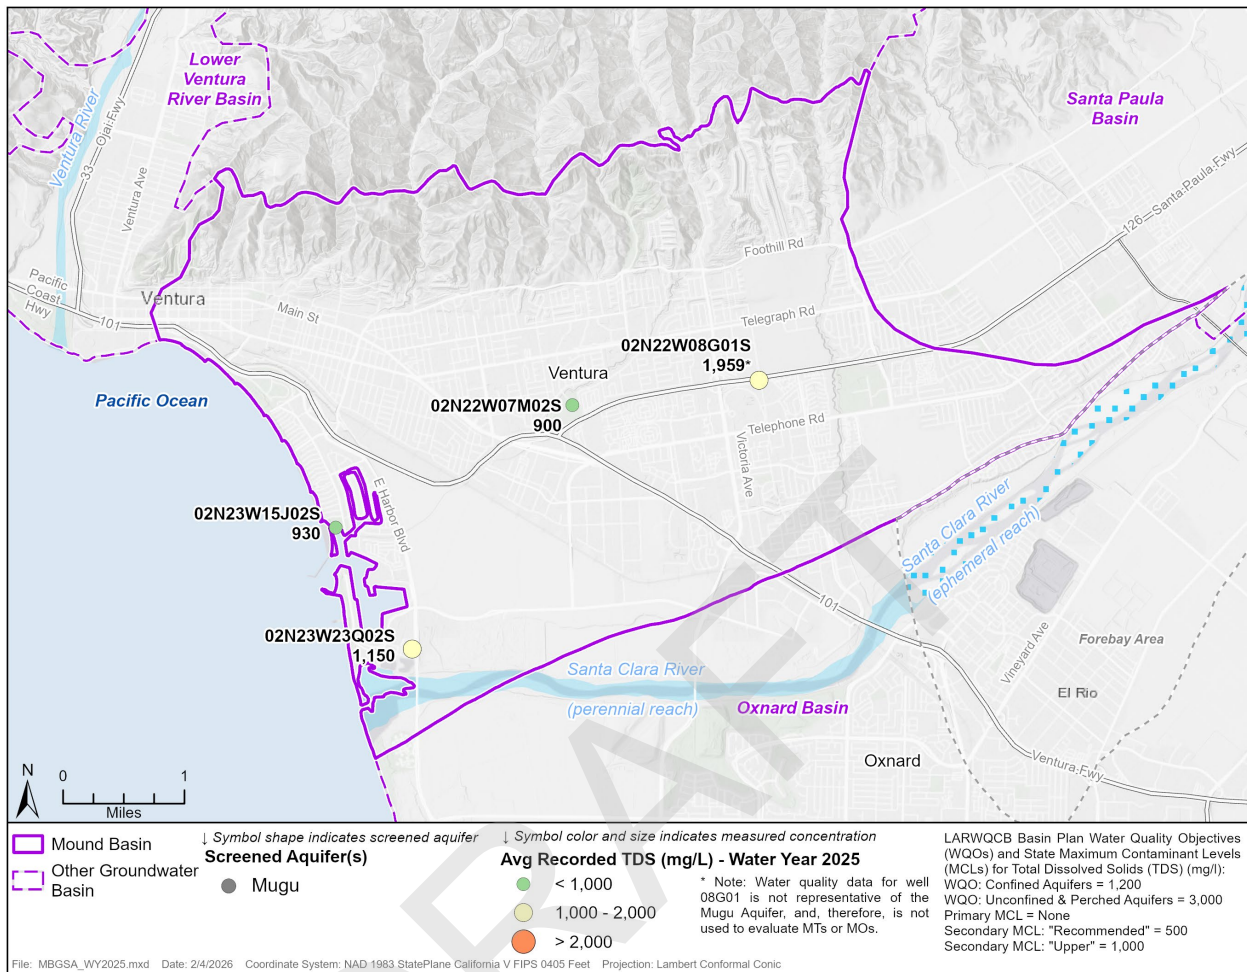 Lower
Ventura
River Basin
Santa Paula
Basin
Ventura River
33
Ojai Fwy
Ventura Ave
126
Santa Paula Fwy
Foothill Rd
Pacific
Coast
Hwy
Ventura
101
Main St
Telegraph Rd
02N22W08G01S
1,959*
Ventura
Pacific Ocean
02N22W07M02S
900
Telephone Rd
Victoria Ave
E Harbor Blvd
02N23W15J02S
930
Santa Clara River
(ephemeral reach)
101
02N23W23Q02S
1,150
Vineyard Ave
Forebay Area
Santa Clara River
(perennial reach)
El Rio
Oxnard Basin
Oxnard
Ventura Fwy
N
0 1
Miles
DRAFT
Mound Basin
Other Groundwater
Basin
↓ Symbol shape indicates screened aquifer
Screened Aquifer(s)
Mugu
↓ Symbol color and size indicates measured concentration
Avg Recorded TDS (mg/L) - Water Year 2025
< 1,000
1,000 - 2,000
> 2,000
* Note: Water quality data for well
08G01 is not representative of the
Mugu Aquifer, and, therefore, is not
used to evaluate MTs or MOs.
LARWQCB Basin Plan Water Quality Objectives
(WQOs) and State Maximum Contaminant Levels
(MCLs) for Total Dissolved Solids (TDS) (mg/l):
WQO: Confined Aquifers = 1,200
WQO: Unconfined & Perched Aquifers = 3,000
Primary MCL = None
Secondary MCL: "Recommended" = 500
Secondary MCL: "Upper" = 1,000
File: MBGSA_WY2025.mxd Date: 2/4/2026 Coordinate System: NAD 1983 StatePlane California V FIPS 0405 Feet Projection: Lambert Conformal Conic